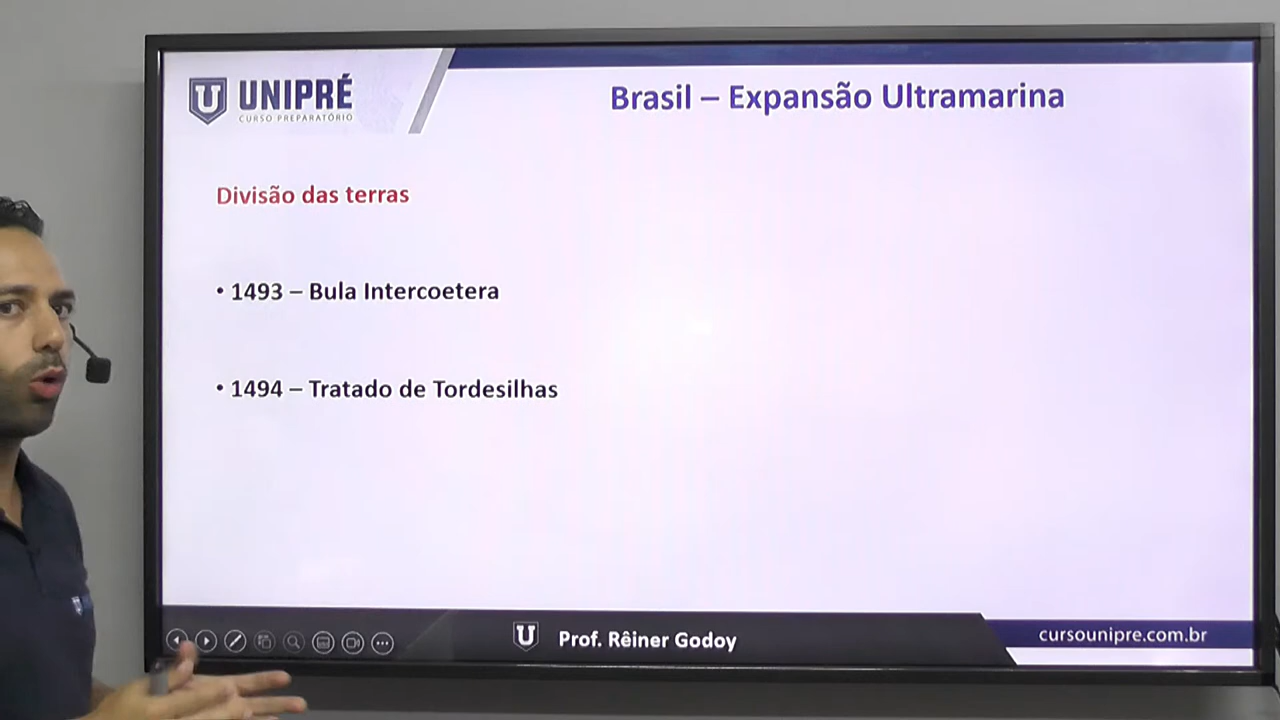 UNIPRÉ
CURSO PREPARATÓRIO
Brasil – Expansão Ultramarina
Divisão das terras
• 1493 – Bula Intercoetera
• 1494 – Tratado de Tordesilhas
U Prof. Rêiner Godoy
cursounipre.com.br